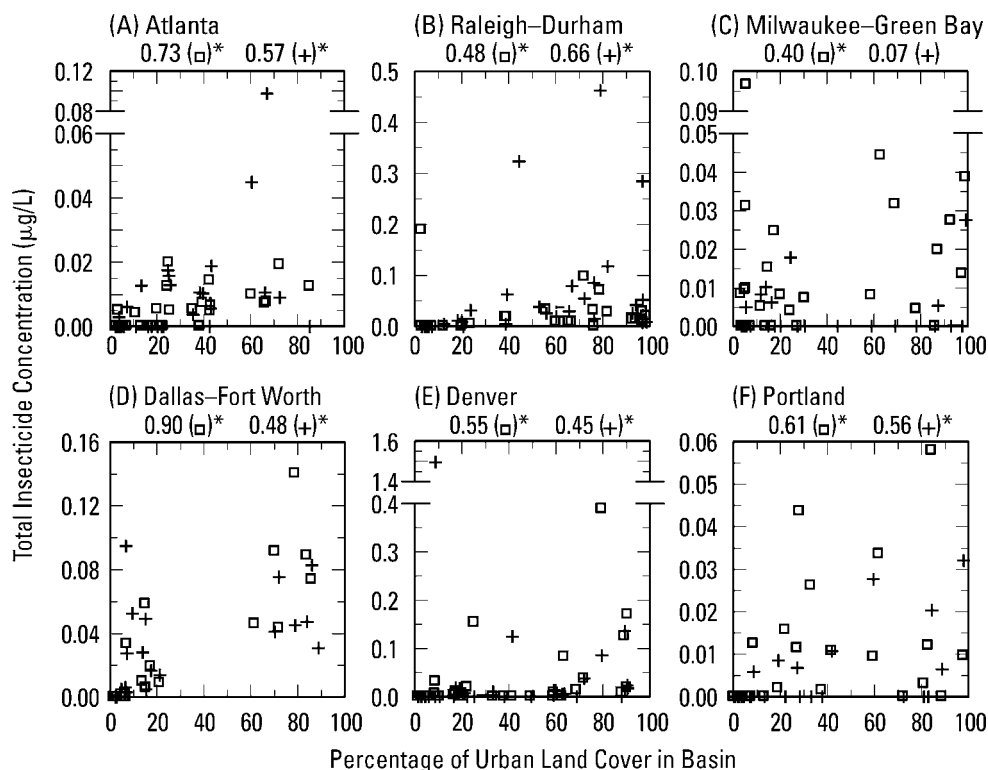 (A) Atlanta
0.73 (□)* 0.57 (+)*
(B) Raleigh–Durham
0.48 (□)* 0.66 (+)*
(C) Milwaukee–Green Bay
0.40 (□)* 0.07 (+)
0.12
0.08
0.06
0.04
0.02
0.00
0 20 40 60 80 100
0.5
0.4
0.3
0.2
0.1
0.0
0 20 40 60 80 100
0.10
0.09
0.05
0.04
0.03
0.02
0.01
0.00
0 20 40 60 80 100
(D) Dallas–Fort Worth
0.90 (□)* 0.48 (+)*
(E) Denver
0.55 (□)* 0.45 (+)*
(F) Portland
0.61 (□)* 0.56 (+)*
0.16
0.12
0.08
0.04
0.00
0 20 40 60 80 100
1.6
1.4
0.4
0.3
0.2
0.1
0.0
0 20 40 60 80 100
0.06
0.05
0.04
0.03
0.02
0.01
0.00
0 20 40 60 80 100
Total Insecticide Concentration (µg/L)
Percentage of Urban Land Cover in Basin